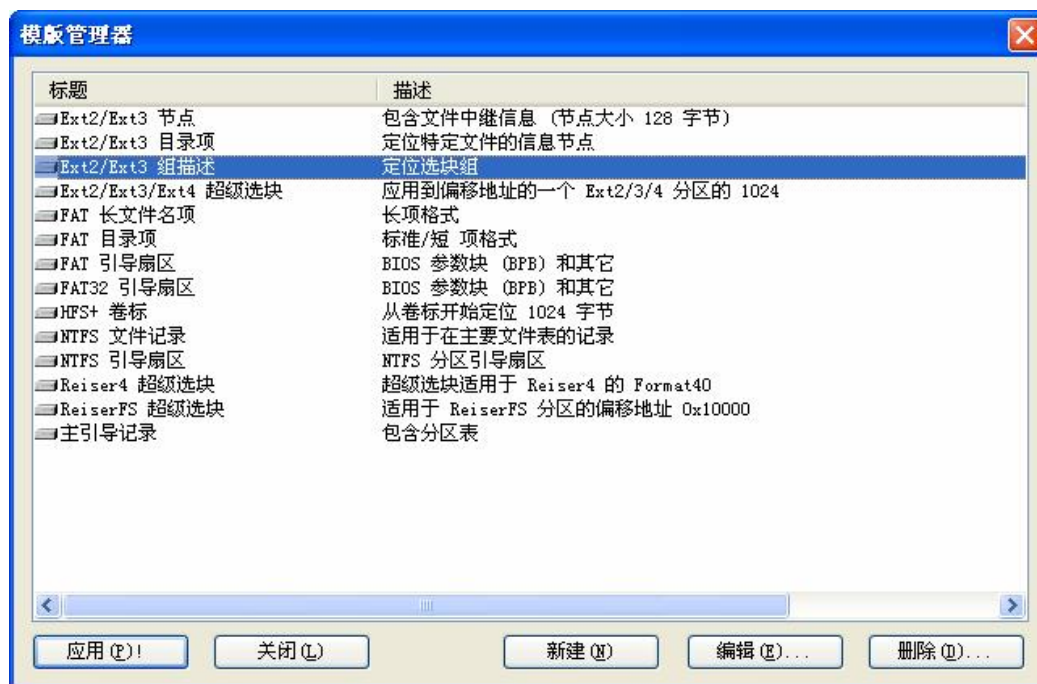 模版管理器
标题 描述
Ext2/Ext3 节点 包含文件中继信息 (节点大小 128 字节)
Ext2/Ext3 目录项 定位特定文件的信息节点
Ext2/Ext3 组描述 定位选块组
Ext2/Ext3/Ext4 超级选块 应用到偏移地址的一个 Ext2/3/4 分区的 1024
FAT 长文件名项 长项格式
FAT 目录项 标准/短 项格式
FAT 引导扇区 BIOS 参数块 (BPB) 和其它
FAT32 引导扇区 BIOS 参数块 (BPB) 和其它
HFS+ 卷标 从卷标开始定位 1024 字节
NTFS 文件记录 适用于在主要文件表的记录
NTFS 引导扇区 NTFS 分区引导扇区
Reiser4 超级选块 超级选块适用于 Reiser4 的 Format40
ReiserFS 超级选块 适用于 ReiserFS 分区的偏移地址 0x10000
主引导记录 包含分区表
应用(P)! 关闭(L) 新建(N) 编辑(E)... 删除(D)...